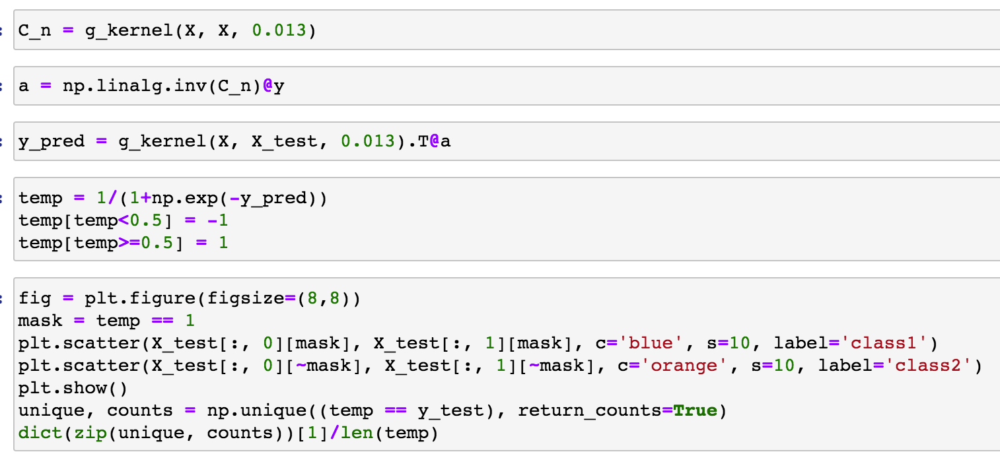 C_n = g_kernel(X, X, 0.013)
a = np.linalg.inv(C_n)@y
y_pred = g_kernel(X, X_test, 0.013).T@a
temp = 1/(1+np.exp(-y_pred))
temp[temp<0.5] = -1
temp[temp>=0.5] = 1
fig = plt.figure(figsize=(8,8))
mask = temp == 1
plt.scatter(X_test[:, 0][mask], X_test[:, 1][mask], c='blue', s=10, label='class1')
plt.scatter(X_test[:, 0][~mask], X_test[:, 1][~mask], c='orange', s=10, label='class2')
plt.show()
unique, counts = np.unique((temp == y_test), return_counts=True)
dict(zip(unique, counts))[1]/len(temp)